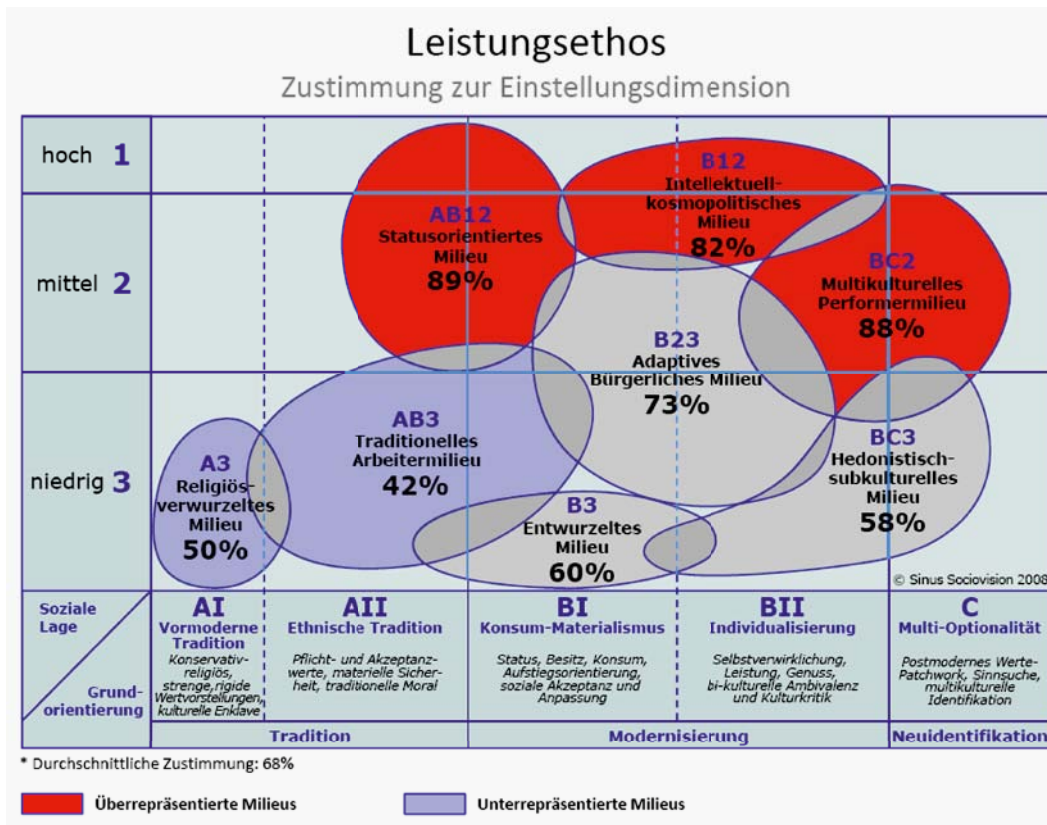 Leistungsethos
Zustimmung zur Einstellungsdimension
hoch 1
mittel 2
niedrig 3
AB12
Statusorientiertes
Milieu
89%
B12
Intellektuell-
kosmopolitisches
Milieu
82%
BC2
Multikulturelles
Performermilieu
88%
B23
Adaptives
Bürgerliches Milieu
73%
A3
Religiös-
verwurzeltes
Milieu
50%
AB3
Traditionelles
Arbeitermilieu
42%
B3
Entwurzeltes
Milieu
60%
BC3
Hedonistisch-
subkulturelles
Milieu
58%
© Sinus Sociovision 2008
Soziale
Lage
Grund-
orientierung
AI
Vormoderne
Tradition
Konservativ-
religiös,
strenge,rigide
Wertvorstellungen,
kulturelle Enklave
AII
Ethnische Tradition
Pflicht- und Akzeptanz-
werte, materielle Sicher-
heit, traditionelle Moral
BI
Konsum-Materialismus
Status, Besitz, Konsum,
Aufstiegsorientierung,
soziale Akzeptanz und
Anpassung
BII
Individualisierung
Selbstverwirklichung,
Leistung, Genuss,
bi-kulturelle Ambivalenz
und Kulturkritik
C
Multi-Optionalität
Postmodernes Werte-
Patchwork, Sinnsuche,
multikulturelle
Identifikation
Tradition
Modernisierung
Neuidentifikation
* Durchschnittliche Zustimmung: 68%
Überrepräsentierte Milieus
Unterrepräsentierte Milieus